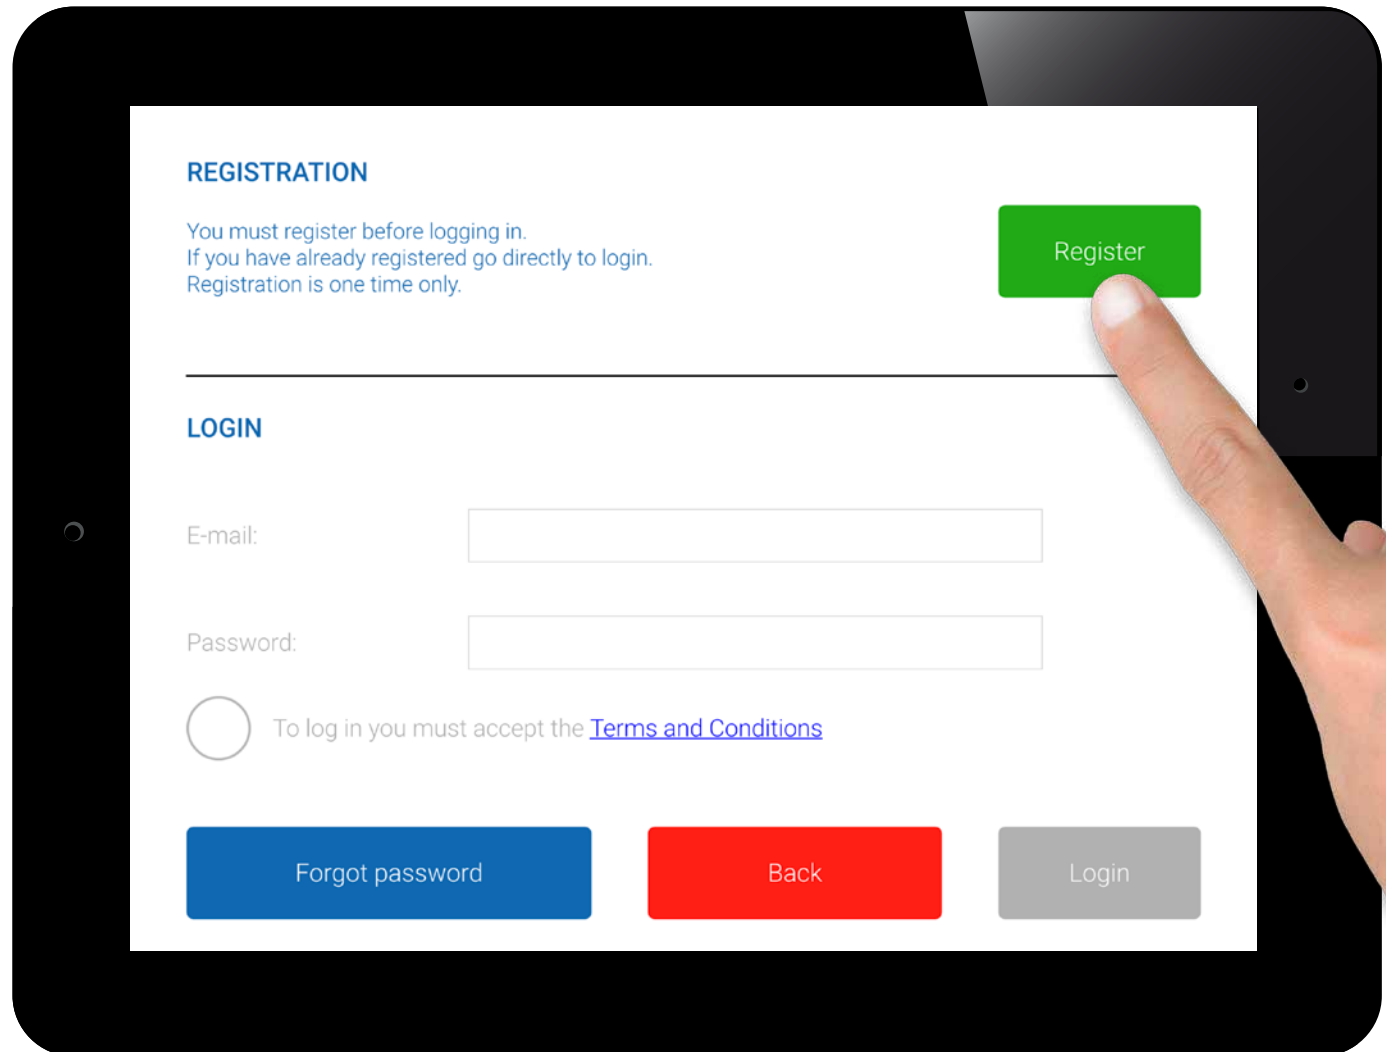 REGISTRATION
You must register before logging in.
If you have already registered go directly to login.
Registration is one time only.
Register
LOGIN
E-mail:
Password:
To log in you must accept the Terms and Conditions
Forgot password
Back
Login